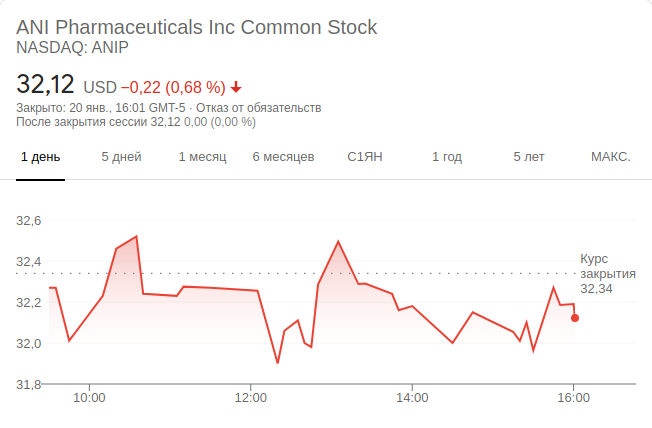 ANI Pharmaceuticals Inc Common Stock
NASDAQ: ANIP
32,12 USD −0,22 (0,68 %)
Закрыто: 20 янв., 16:01 GMT-5 · Отказ от обязательств
После закрытия сессии 32,12 0,00 (0,00 %)
1 день 5 дней 1 месяц 6 месяцев С1ЯН 1 год 5 лет МАКС.
32,6
32,4
32,2
32,0
31,8
Курс
закрытия
32,34
10:00 12:00 14:00 16:00